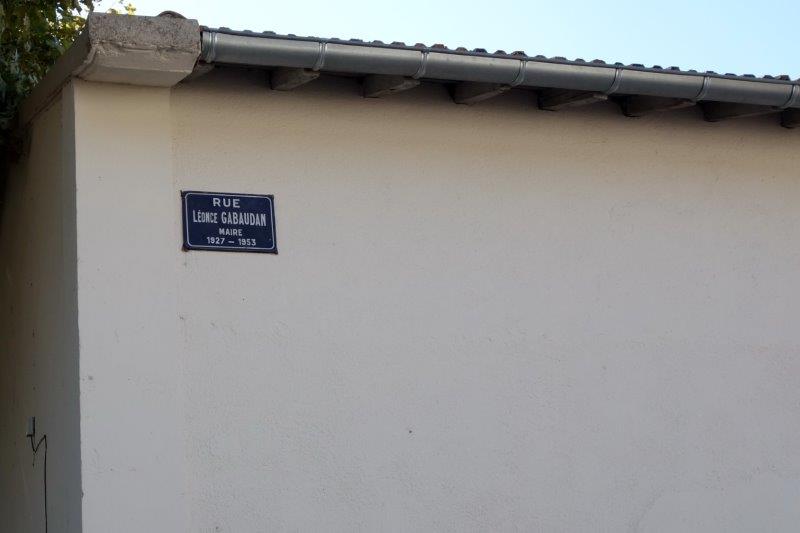 RUE
LÉONCE GABAUDAN
MAIRE
1927 - 1953